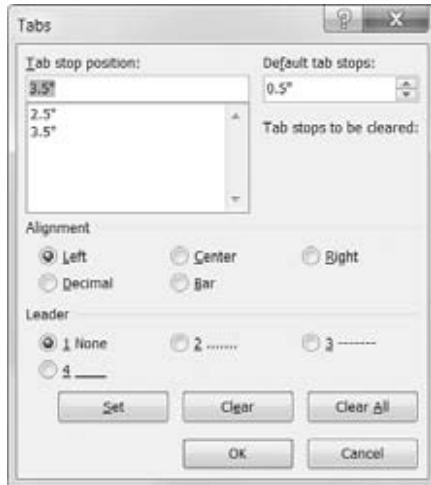 Tabs
Tab stop position:
Default tab stops:
3.5"
0.5"
2.5"
3.5"
Tab stops to be cleared:
Alignment
Left Center Right
Decimal Bar
Leader
1 None 2 ....... 3 -------
4 ____
Set Clear Clear All
OK Cancel